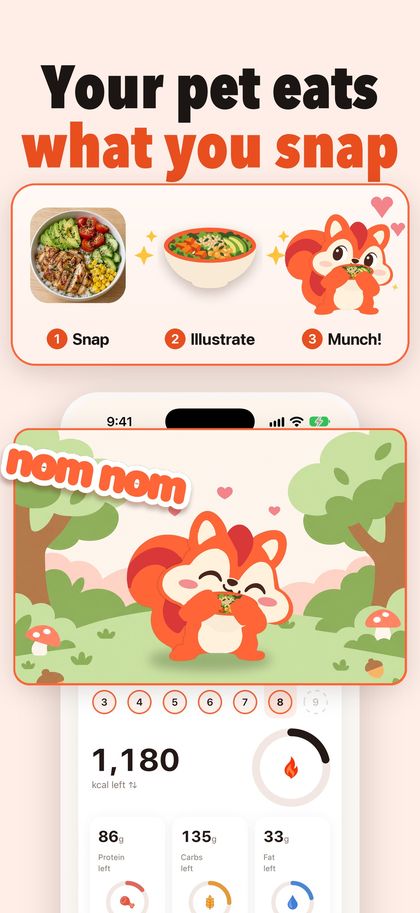 Your pet eats
what you snap
1 Snap
2 Illustrate
3 Munch!
9:41
nom nom
3 4 5 6 7 8 9
1,180
kcal left ↑↓
86g
Protein
left
135g
Carbs
left
33g
Fat
left